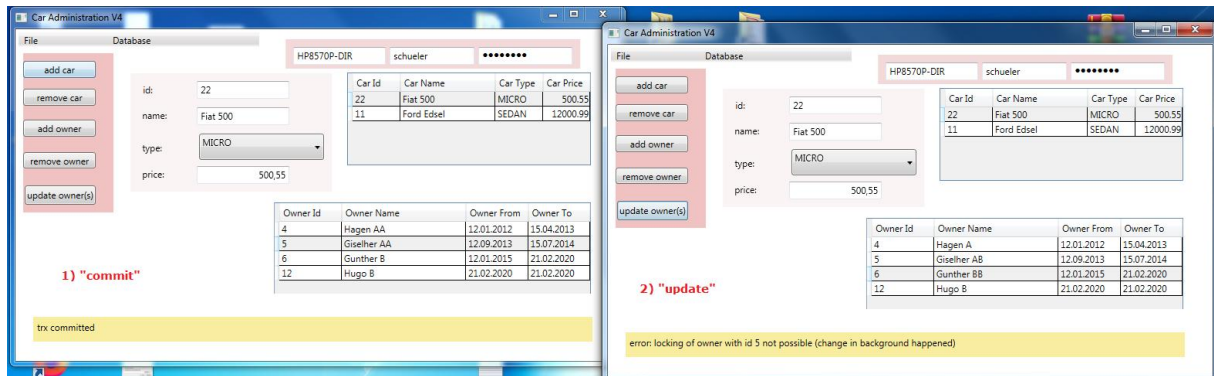 Car Administration V4
File Database
HP8570P-DIR schueler ••••••••
add car
remove car
add owner
remove owner
update owner(s)
id: 22
name: Fiat 500
type: MICRO
price: 500,55
Car Id Car Name Car Type Car Price
22 Fiat 500 MICRO 500.55
11 Ford Edsel SEDAN 12000.99
Owner Id Owner Name Owner From Owner To
4 Hagen AA 12.01.2012 15.04.2013
5 Giselher AA 12.09.2013 15.07.2014
6 Gunther B 12.01.2015 21.02.2020
12 Hugo B 21.02.2020 21.02.2020
1) "commit"
trx committed
Car Administration V4
File Database
HP8570P-DIR schueler ••••••••
add car
remove car
add owner
remove owner
update owner(s)
id: 22
name: Fiat 500
type: MICRO
price: 500,55
Car Id Car Name Car Type Car Price
22 Fiat 500 MICRO 500.55
11 Ford Edsel SEDAN 12000.99
Owner Id Owner Name Owner From Owner To
4 Hagen A 12.01.2012 15.04.2013
5 Giselher AB 12.09.2013 15.07.2014
6 Gunther BB 12.01.2015 21.02.2020
12 Hugo B 21.02.2020 21.02.2020
2) "update"
error: locking of owner with id 5 not possible (change in background happened)